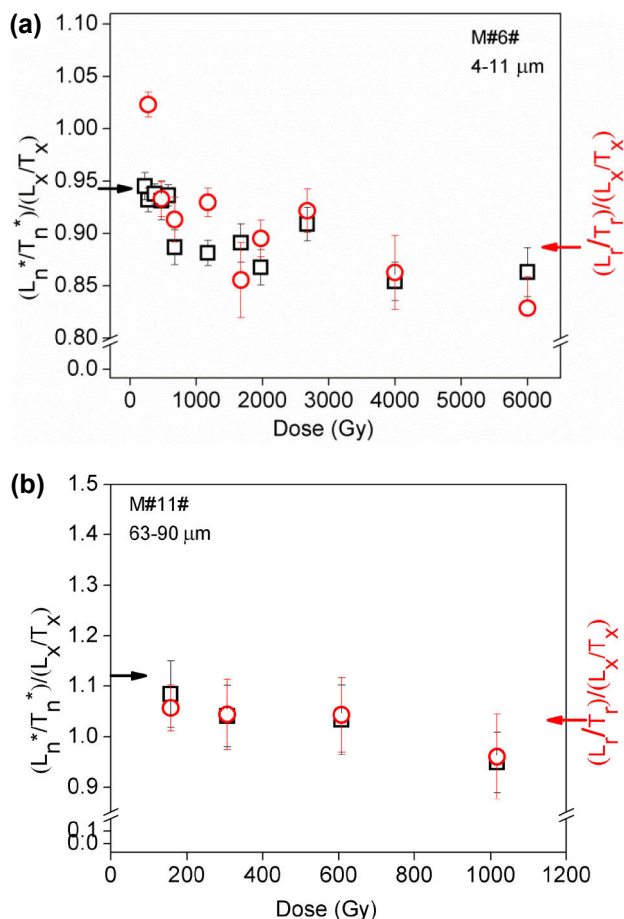 (a)
M#6#
4-11 μm
1.10
1.05
1.00
0.95
0.90
0.85
0.80
0.0
(Ln*/Tn*)/(Lx/Tx)
(Lr/Tr)/(Lx/Tx)
0 1000 2000 3000 4000 5000 6000
Dose (Gy)
(b)
M#11#
63-90 μm
1.5
1.4
1.3
1.2
1.1
1.0
0.9
0.1
0.0
(Ln*/Tn*)/(Lx/Tx)
(Lr/Tr)/(Lx/Tx)
0 200 400 600 800 1000 1200
Dose (Gy)